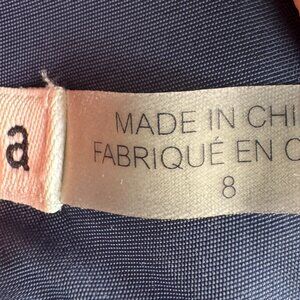 a
MADE IN CHI
FABRIQUÉ EN C
8